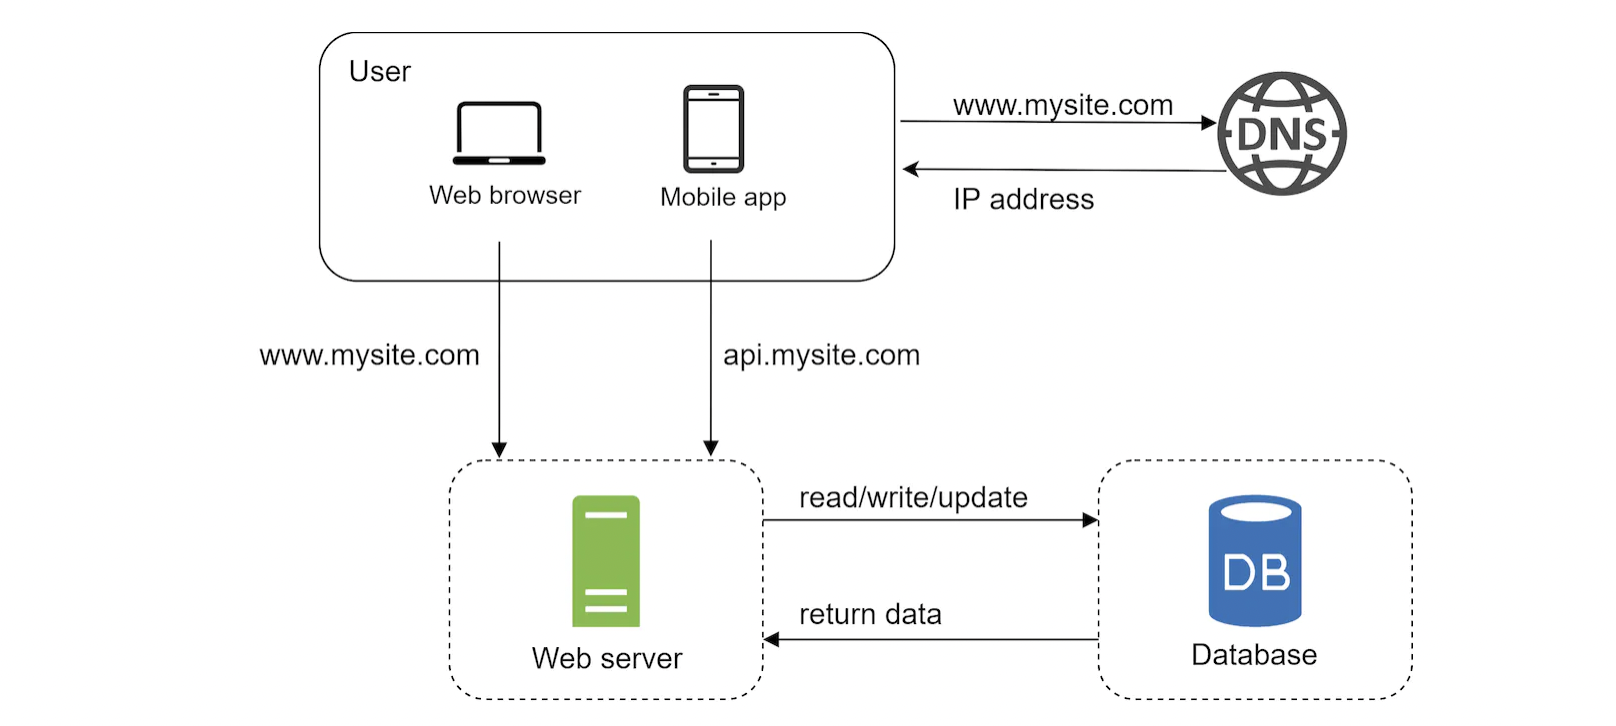 User
Web browser
Mobile app
www.mysite.com
DNS
IP address
www.mysite.com
api.mysite.com
read/write/update
return data
Web server
DB
Database